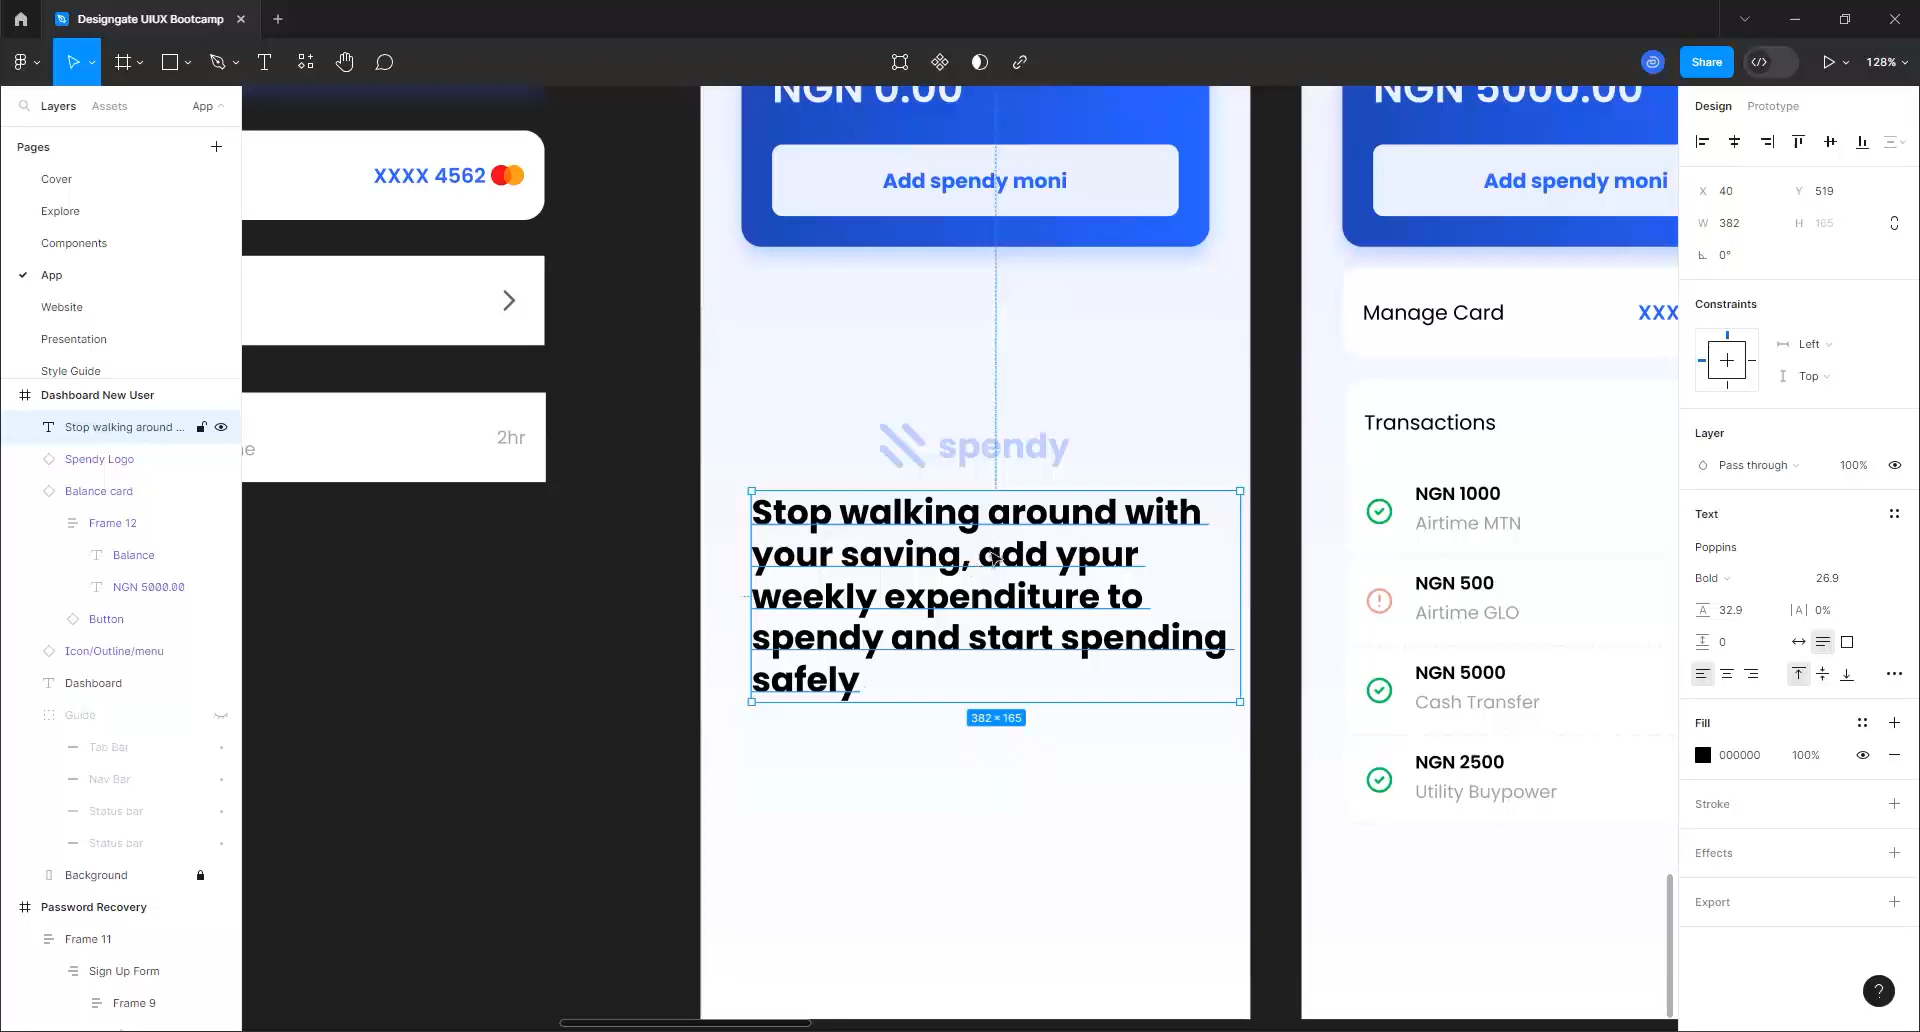 Designgate UIUX Bootcamp
Share
128%
Layers
Assets
App
Pages
Cover
Explore
Components
App
Website
Presentation
Style Guide
Dashboard New User
Stop walking around ...
Spendy Logo
Balance card
Frame 12
Balance
NGN 5000.00
Button
Icon/Outline/menu
Dashboard
Guide
Tab Bar
Nav Bar
Status bar
Status bar
Background
Password Recovery
Frame 11
Sign Up Form
Frame 9
XXXX 4562
2hr
NGN 0.00
Add spendy moni
spendy
Stop walking around with
your saving, add ypur
weekly expenditure to
spendy and start spending
safely
382 × 165
NGN 5000.00
Add spendy moni
Manage Card
XXX
Transactions
NGN 1000
Airtime MTN
NGN 500
Airtime GLO
NGN 5000
Cash Transfer
NGN 2500
Utility Buypower
Design
Prototype
X 40 Y 519
W 382 H 165
0°
Constraints
Left
Top
Layer
Pass through 100%
Text
Poppins
Bold 26.9
32.9 |A| 0%
0
Fill
000000 100%
Stroke
Effects
Export
?